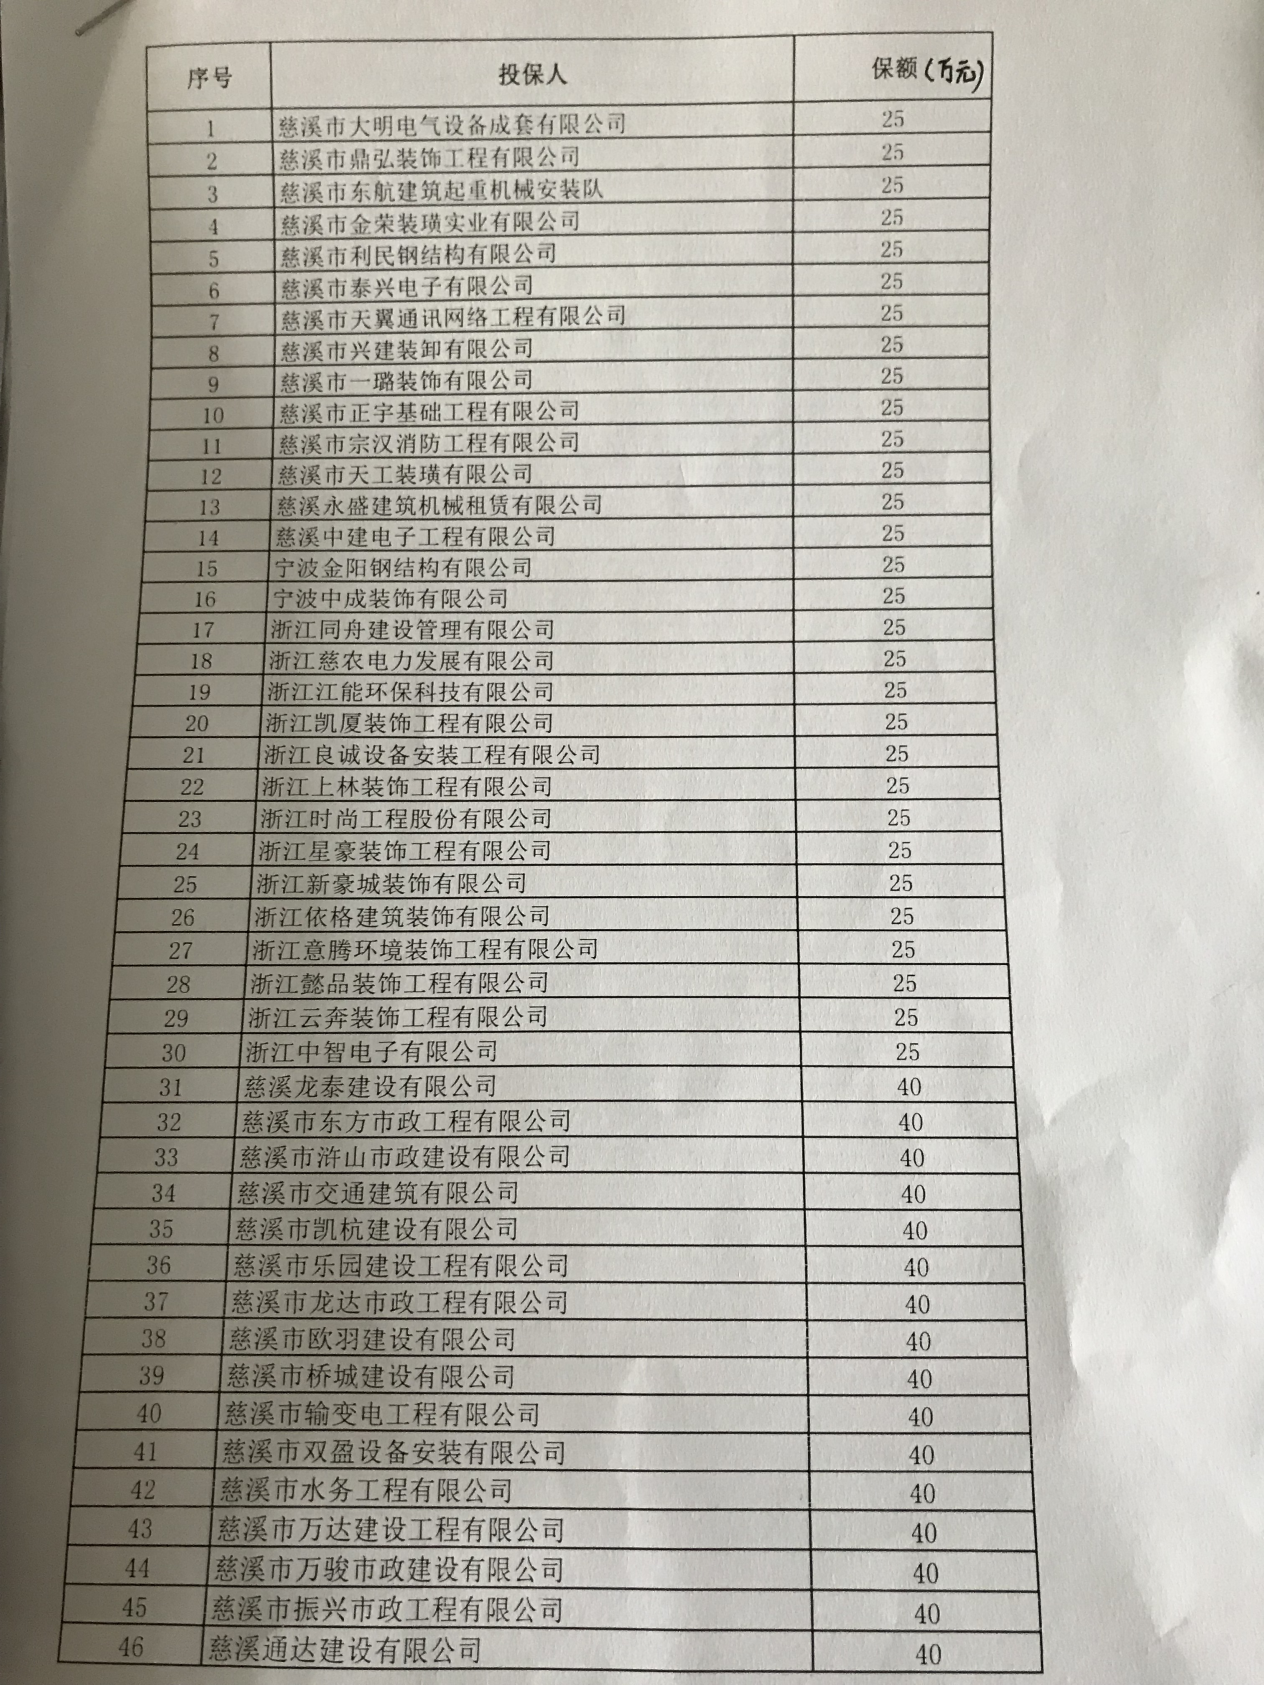 序号 投保人 保额(万元)
1 慈溪市大明电气设备成套有限公司 25
2 慈溪市鼎弘装饰工程有限公司 25
3 慈溪市东航建筑起重机械安装队 25
4 慈溪市金荣装璜实业有限公司 25
5 慈溪市利民钢结构有限公司 25
6 慈溪市泰兴电子有限公司 25
7 慈溪市天翼通讯网络工程有限公司 25
8 慈溪市兴建装卸有限公司 25
9 慈溪市一璐装饰有限公司 25
10 慈溪市正宇基础工程有限公司 25
11 慈溪市宗汉消防工程有限公司 25
12 慈溪市天工装璜有限公司 25
13 慈溪永盛建筑机械租赁有限公司 25
14 慈溪中建电子工程有限公司 25
15 宁波金阳钢结构有限公司 25
16 宁波中成装饰有限公司 25
17 浙江同舟建设管理有限公司 25
18 浙江慈农电力发展有限公司 25
19 浙江江能环保科技有限公司 25
20 浙江凯厦装饰工程有限公司 25
21 浙江良诚设备安装工程有限公司 25
22 浙江上林装饰工程有限公司 25
23 浙江时尚工程股份有限公司 25
24 浙江星豪装饰工程有限公司 25
25 浙江新豪城装饰有限公司 25
26 浙江依格建筑装饰有限公司 25
27 浙江意腾环境装饰工程有限公司 25
28 浙江懿品装饰工程有限公司 25
29 浙江云奔装饰工程有限公司 25
30 浙江中智电子有限公司 25
31 慈溪龙泰建设有限公司 40
32 慈溪市东方市政工程有限公司 40
33 慈溪市浒山市政建设有限公司 40
34 慈溪市交通建筑有限公司 40
35 慈溪市凯杭建设有限公司 40
36 慈溪市乐园建设工程有限公司 40
37 慈溪市龙达市政工程有限公司 40
38 慈溪市欧羽建设有限公司 40
39 慈溪市桥城建设有限公司 40
40 慈溪市输变电工程有限公司 40
41 慈溪市双盈设备安装有限公司 40
42 慈溪市水务工程有限公司 40
43 慈溪市万达建设工程有限公司 40
44 慈溪市万骏市政建设有限公司 40
45 慈溪市振兴市政工程有限公司 40
46 慈溪通达建设有限公司 40